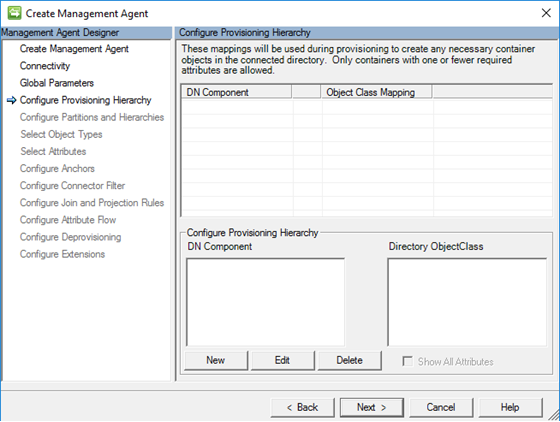 Create Management Agent
Management Agent Designer
Create Management Agent
Connectivity
Global Parameters
Configure Provisioning Hierarchy
Configure Partitions and Hierarchies
Select Object Types
Select Attributes
Configure Anchors
Configure Connector Filter
Configure Join and Projection Rules
Configure Attribute Flow
Configure Deprovisioning
Configure Extensions
Configure Provisioning Hierarchy
These mappings will be used during provisioning to create any necessary container
objects in the connected directory. Only containers with one or fewer required
attributes are allowed.
DN Component Object Class Mapping
Configure Provisioning Hierarchy
DN Component Directory ObjectClass
New Edit Delete Show All Attributes
< Back Next > Cancel Help